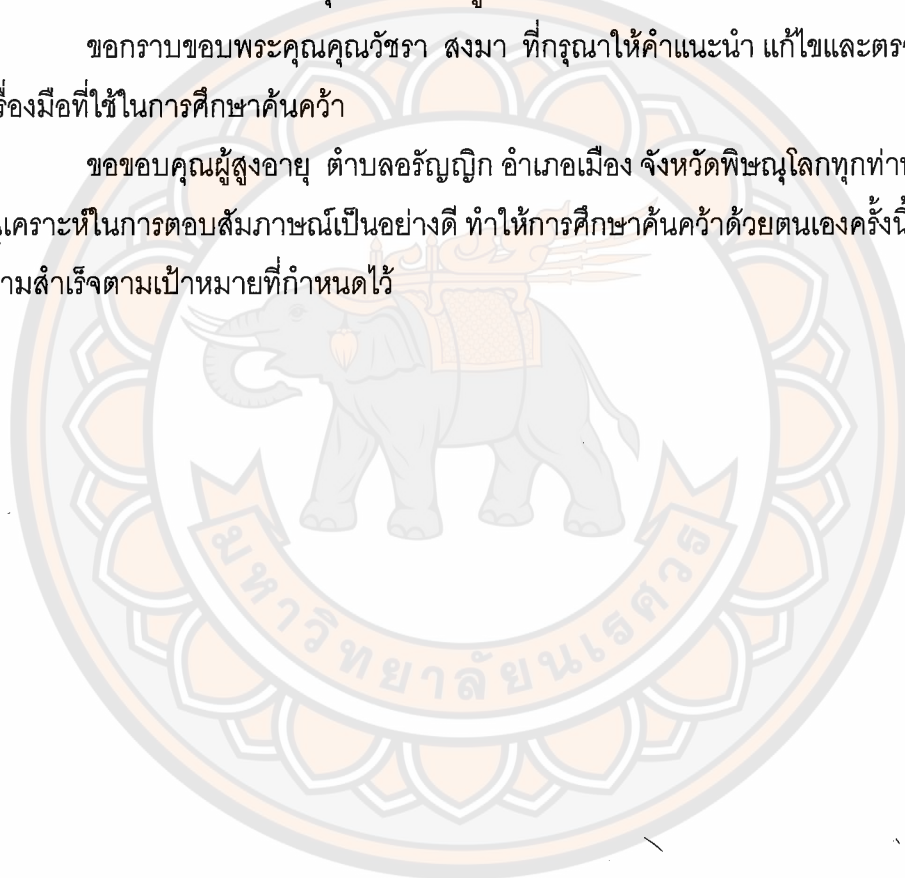 ขอกราบขอบพระคุณคุณวัชรา สงมา ที่กรุณาให้คำแนะนำ แก้ไขและตรว
รื่องมือที่ใช้ในการศึกษาค้นคว้า
ขอขอบคุณผู้สูงอายุ ตำบลอรัญญิก อำเภอเมือง จังหวัดพิษณุโลกทุกท่าน
ุเคราะห์ในการตอบสัมภาษณ์เป็นอย่างดี ทำให้การศึกษาค้นคว้าด้วยตนเองครั้งนี้
ามสำเร็จตามเป้าหมายที่กำหนดไว้
มหาวิทยาลัยนเรศวร